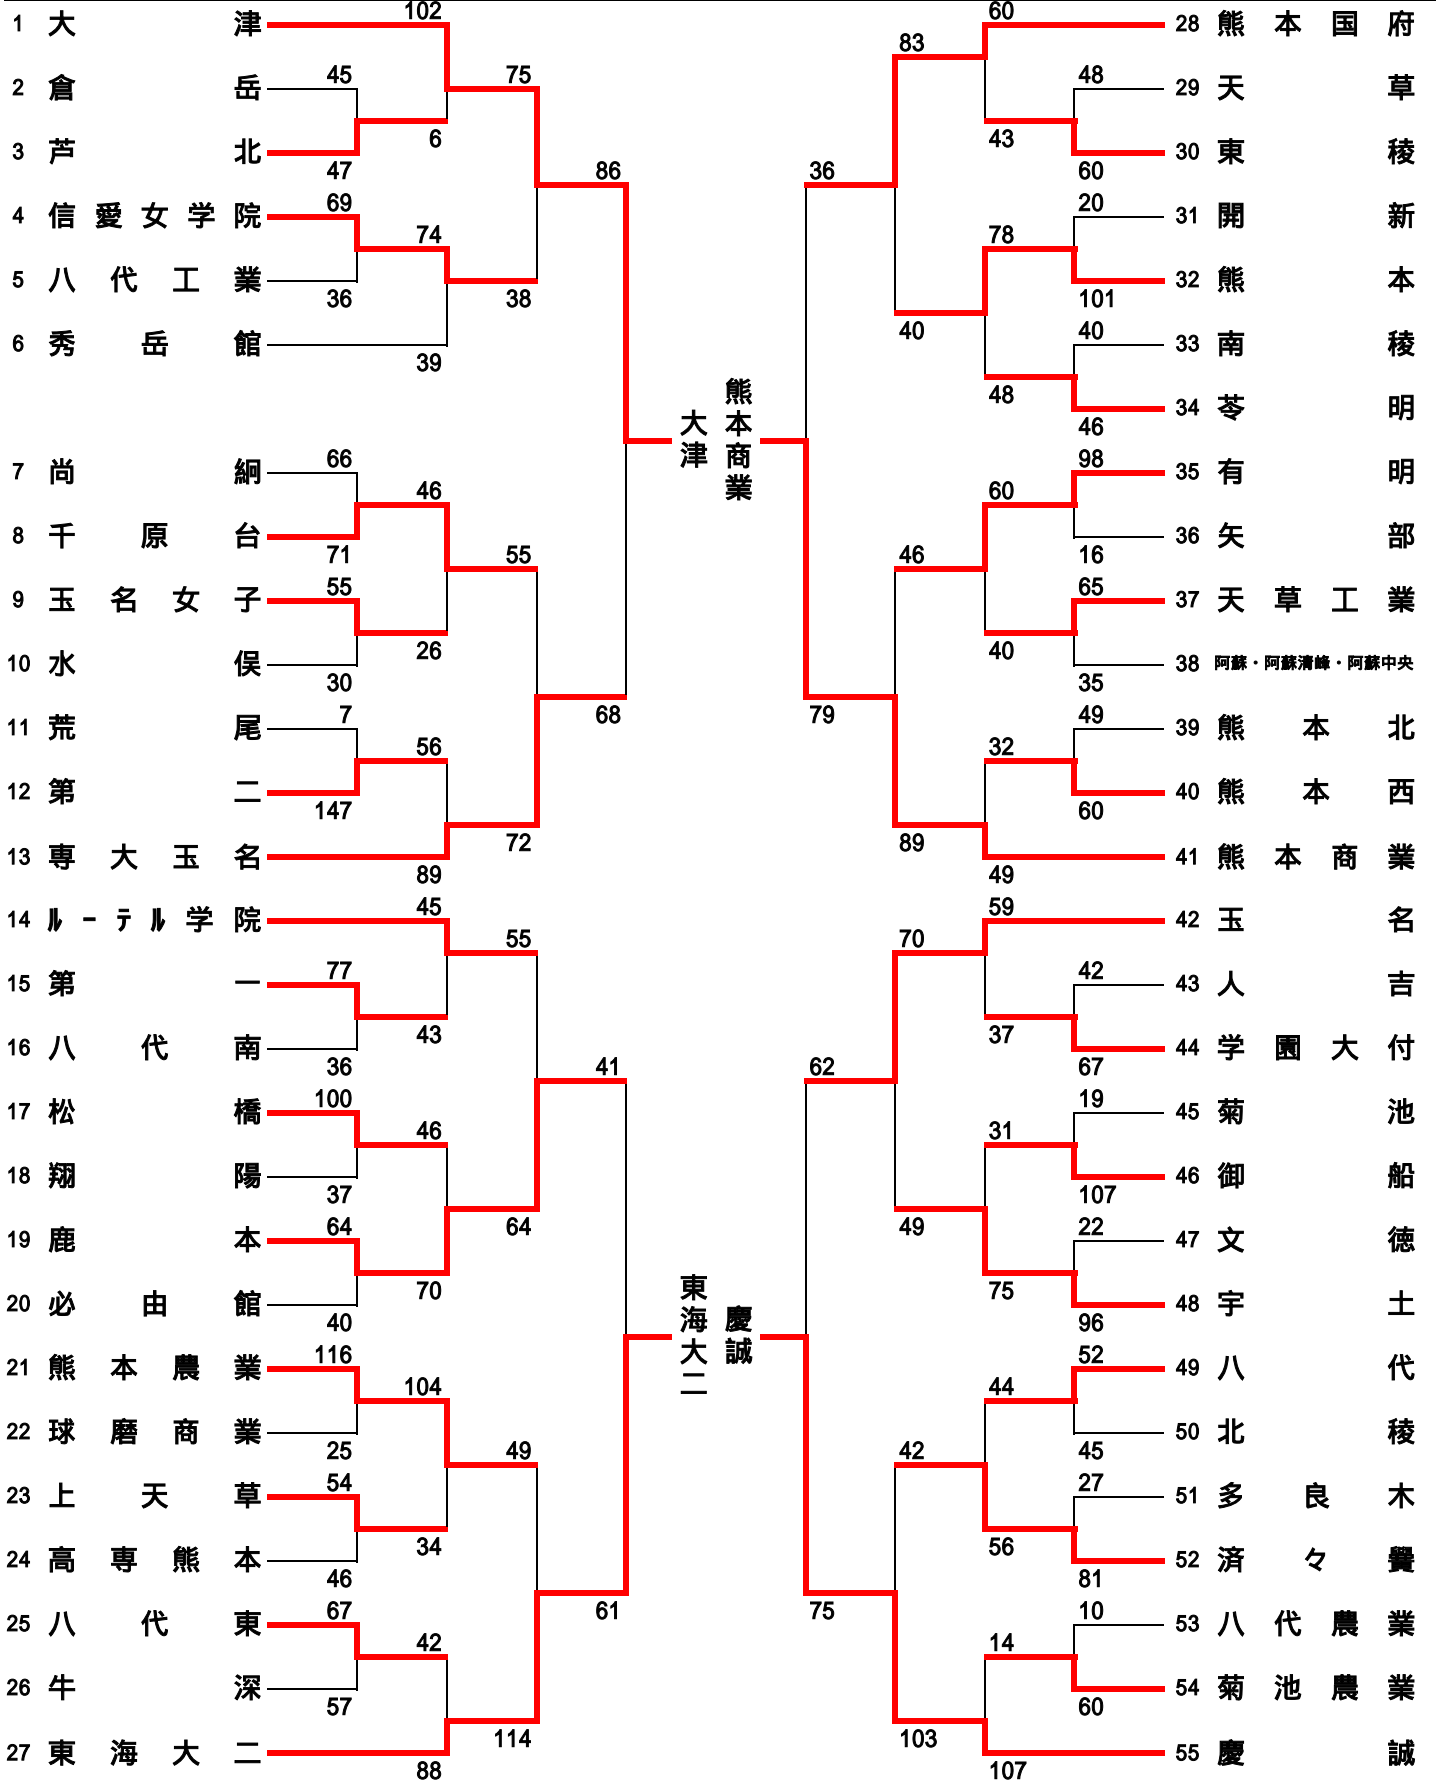 102
1 大津
45
2 倉岳
75
6
3 芦北
47
86
4 信愛女学院
69
74
5 八代工業
36
38
6 秀岳館
39
7 尚絅
66
46
8 千原台
71
55
9 玉名女子
55
26
10 水俣
30
68
11 荒尾
7
56
12 第二
147
72
13 専大玉名
89
14 ルーテル学院
45
55
15 第一
77
43
16 八代南
36
41
17 松橋
100
46
18 翔陽
37
64
19 鹿本
64
70
20 必由館
40
21 熊本農業
116
104
22 球磨商業
25
49
23 上天草
54
34
24 高専熊本
46
61
25 八代東
67
42
26 牛深
57
114
27 東海大二
88
大津
熊本商業
東海大二
慶誠
60
28 熊本国府
83
48
29 天草
43
30 東稜
60
36
20
31 開新
78
32 熊本
101
40
40
33 南稜
48
34 苓明
46
98
35 有明
60
36 矢部
16
46
65
37 天草工業
40
38 阿蘇・阿蘇清峰・阿蘇中央
35
79
49
39 熊本北
32
40 熊本西
60
89
41 熊本商業
49
59
42 玉名
70
42
43 人吉
37
44 学園大付
67
62
19
45 菊池
31
46 御船
107
49
22
47 文徳
75
48 宇土
96
52
49 八代
44
50 北稜
45
42
27
51 多良木
56
52 済々黌
81
75
10
53 八代農業
14
54 菊池農業
60
103
55 慶誠
107